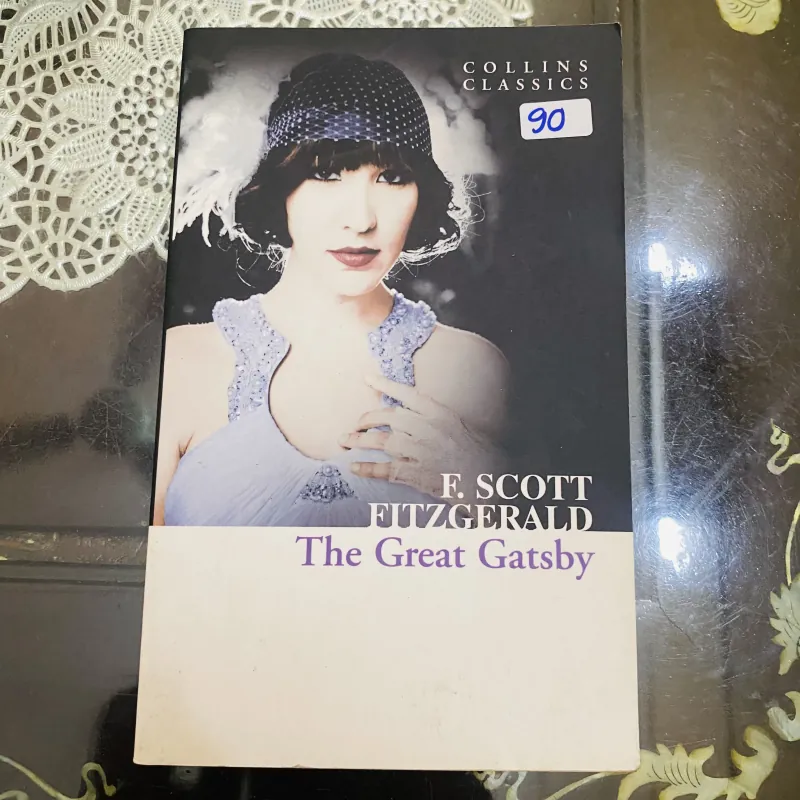 COLLINS
CLASSICS
90
F. SCOTT
FITZGERALD
The Great Gatsby